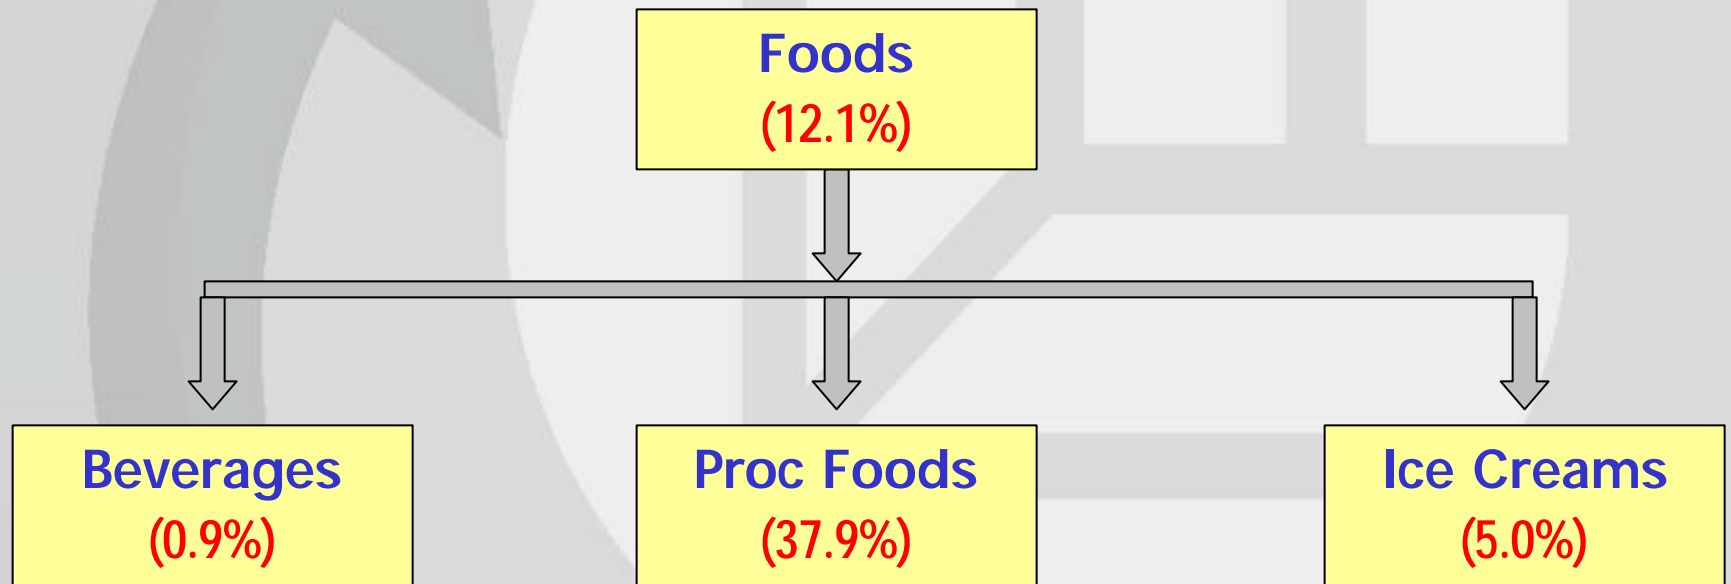 Foods
(12.1%)
Beverages
(0.9%)
Proc Foods
(37.9%)
Ice Creams
(5.0%)